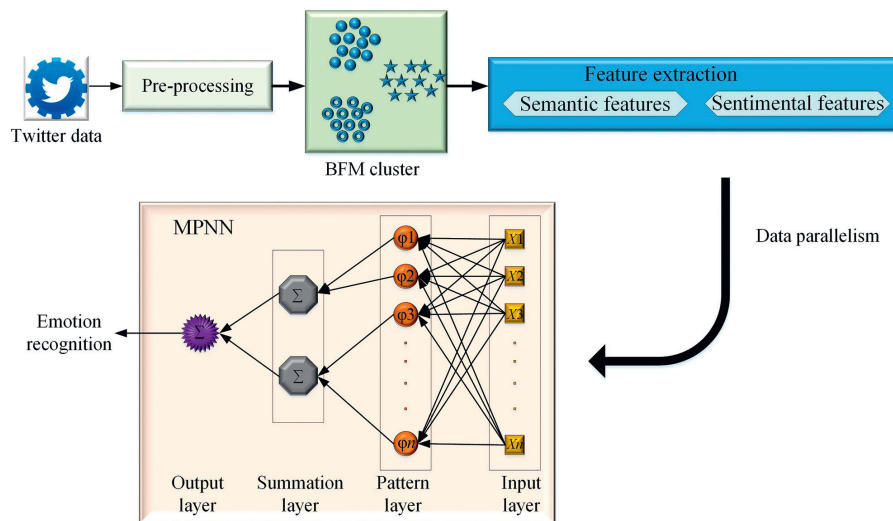 Twitter data
Pre-processing
BFM cluster
Feature extraction
Semantic features
Sentimental features
Data parallelism
MPNN
φ1
φ2
φ3
φn
X1
X2
X3
Xn
Σ
Σ
Σ
Emotion
recognition
Output
layer
Summation
layer
Pattern
layer
Input
layer